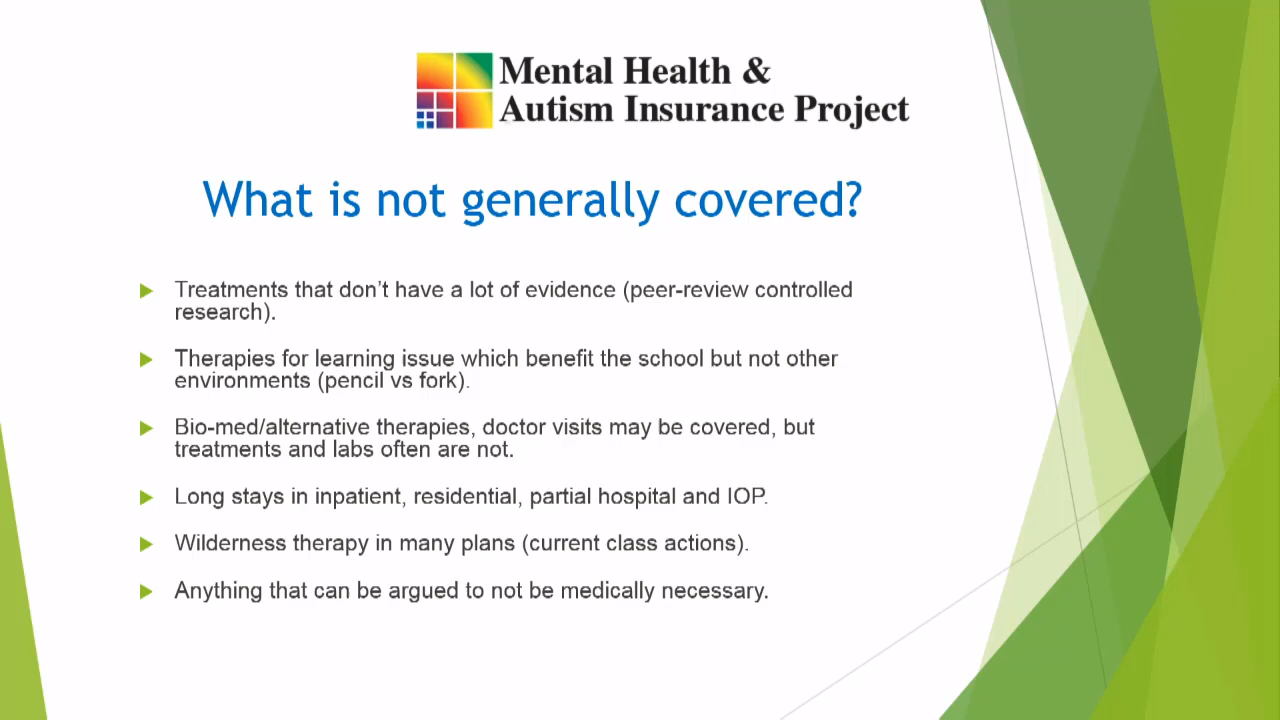 Mental Health &
Autism Insurance Project
What is not generally covered?
Treatments that don’t have a lot of evidence (peer-review controlled
research).
Therapies for learning issue which benefit the school but not other
environments (pencil vs fork).
Bio-med/alternative therapies, doctor visits may be covered, but
treatments and labs often are not.
Long stays in inpatient, residential, partial hospital and IOP.
Wilderness therapy in many plans (current class actions).
Anything that can be argued to not be medically necessary.